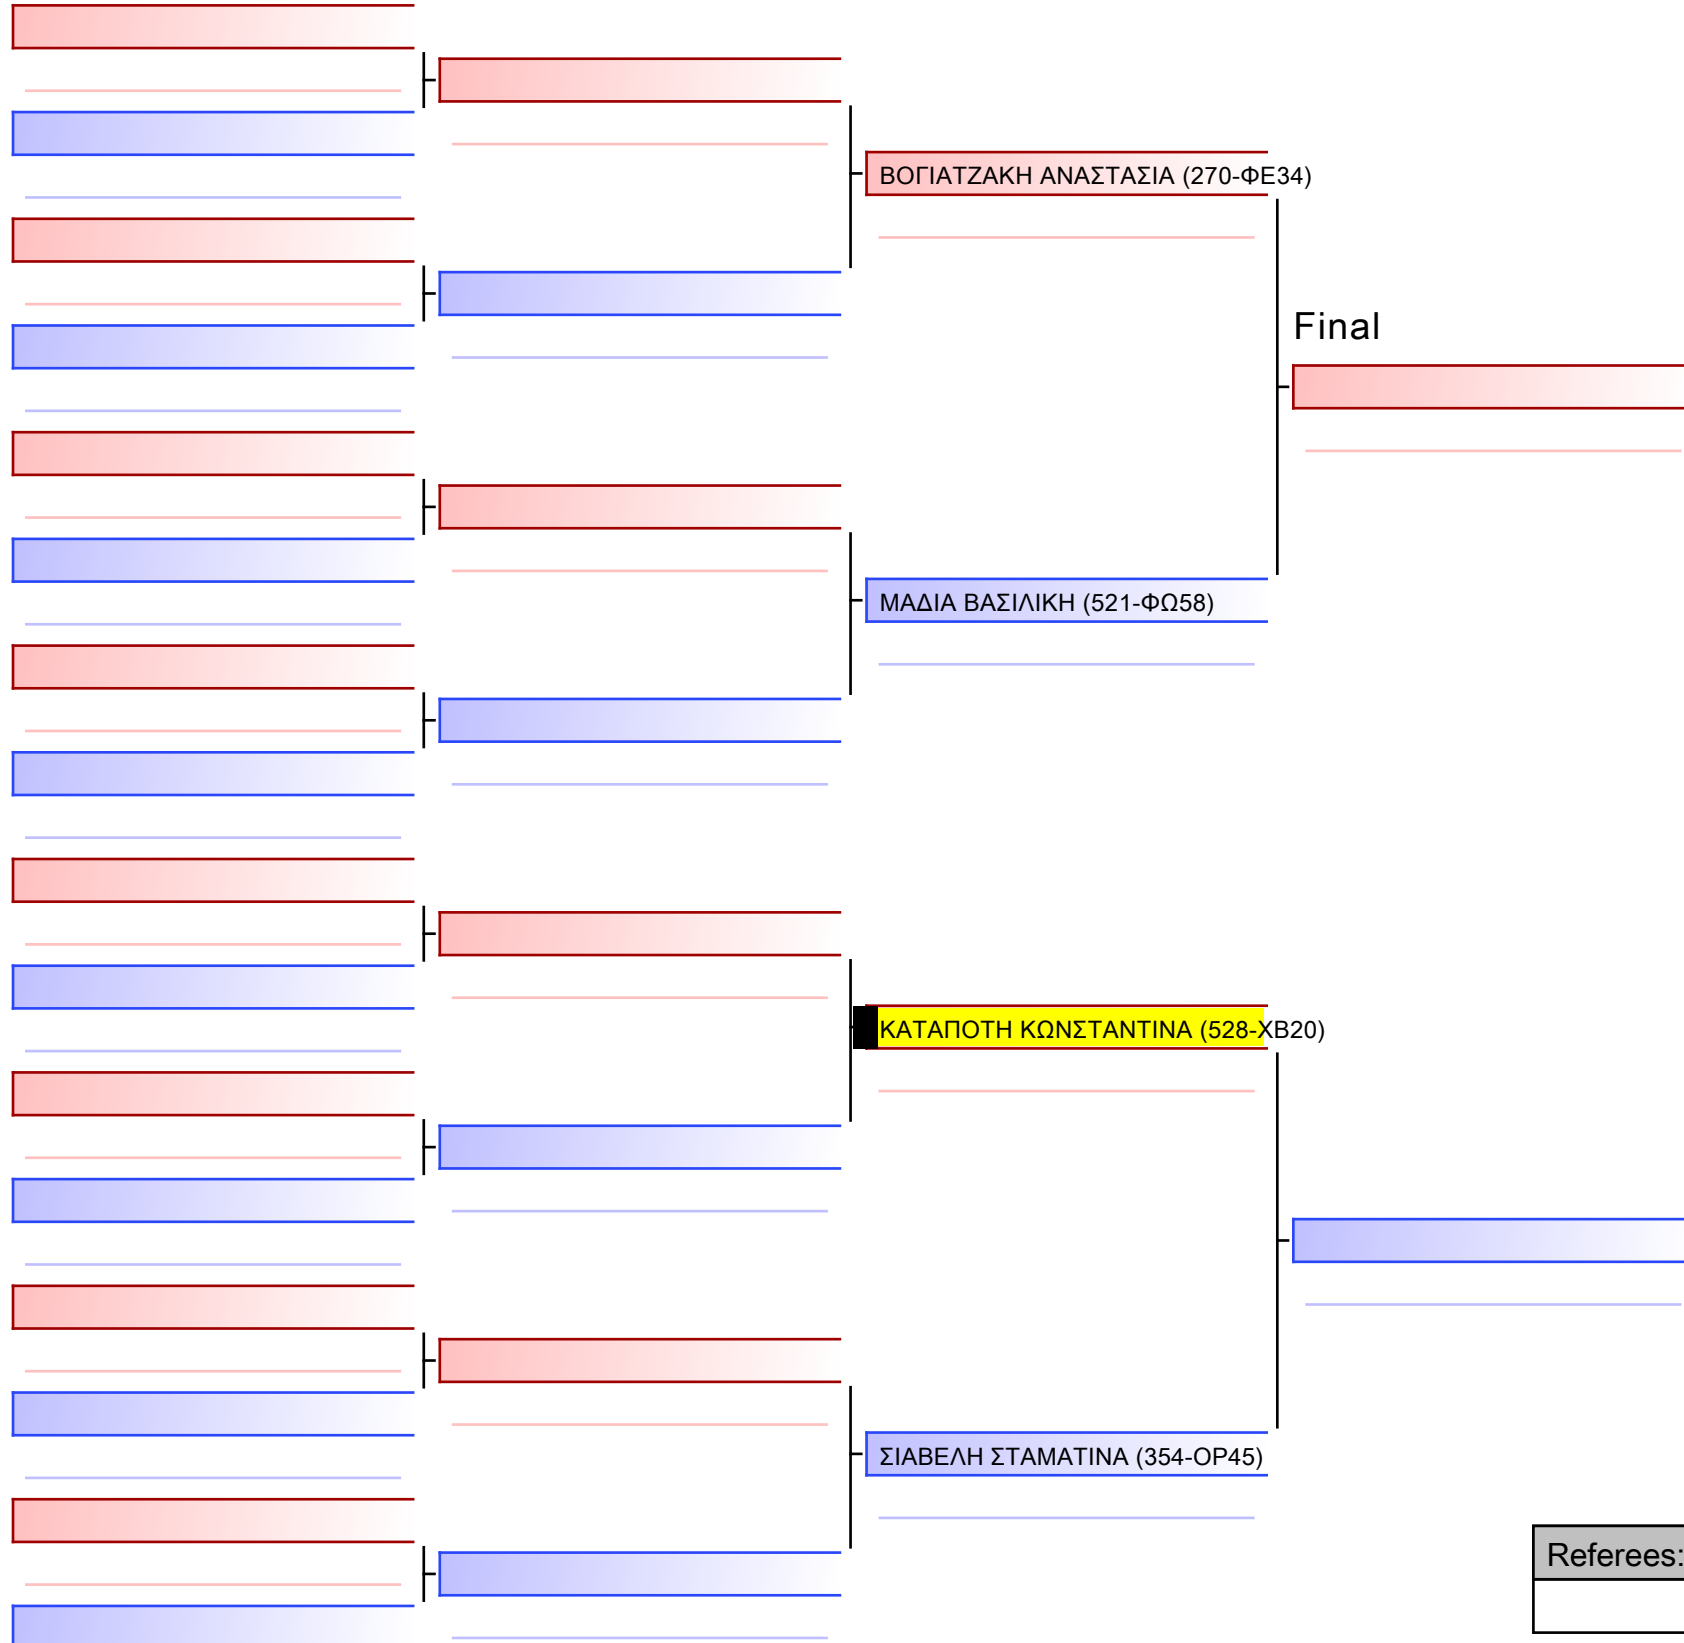 ΒΟΓΙΑΤΖΑΚΗ ΑΝΑΣΤΑΣΙΑ (270-ΦΕ34)
Final
ΜΑΔΙΑ ΒΑΣΙΛΙΚΗ (521-ΦΩ58)
ΚΑΤΑΠΟΤΗ ΚΩΝΣΤΑΝΤΙΝΑ (528-ΧΒ20)
ΣΙΑΒΕΛΗ ΣΤΑΜΑΤΙΝΑ (354-ΟΡ45)
Referees: